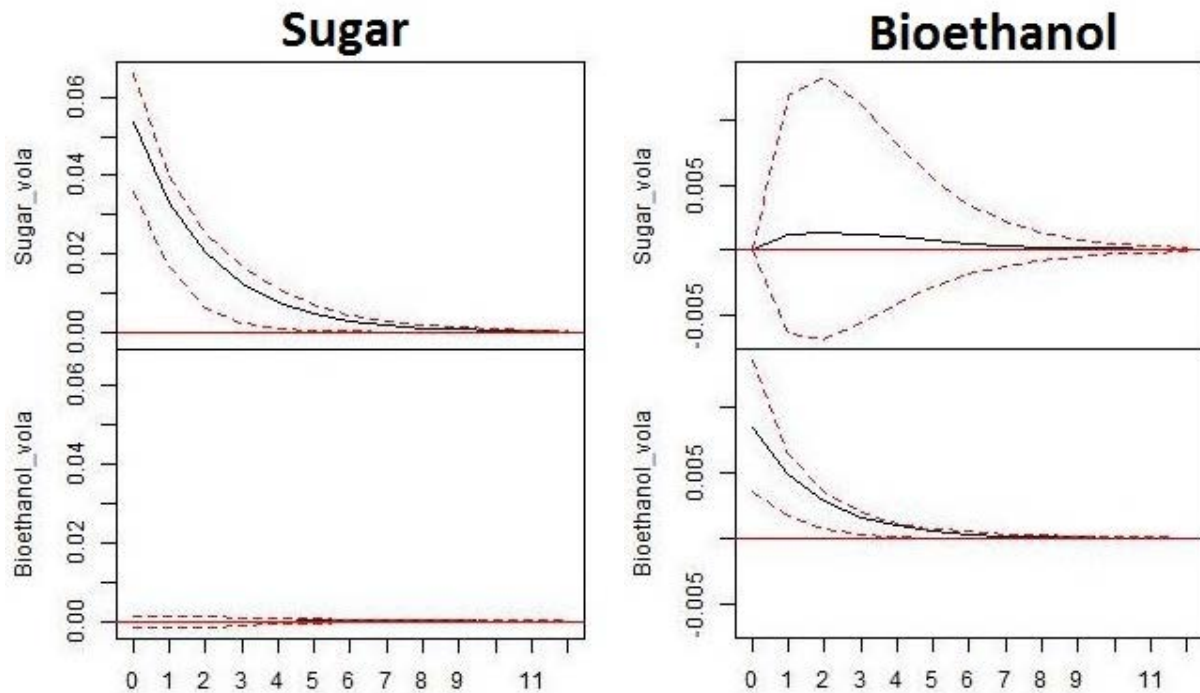 Sugar
Bioethanol
Sugar_vola
0.06
0.04
0.02
0.00
Sugar_vola
0.005
-0.005
Bioethanol_vola
0.06
0.04
0.02
0.00
Bioethanol_vola
0.005
-0.005
0 1 2 3 4 5 6 7 9 11
0 1 2 3 4 5 6 7 8 9 11